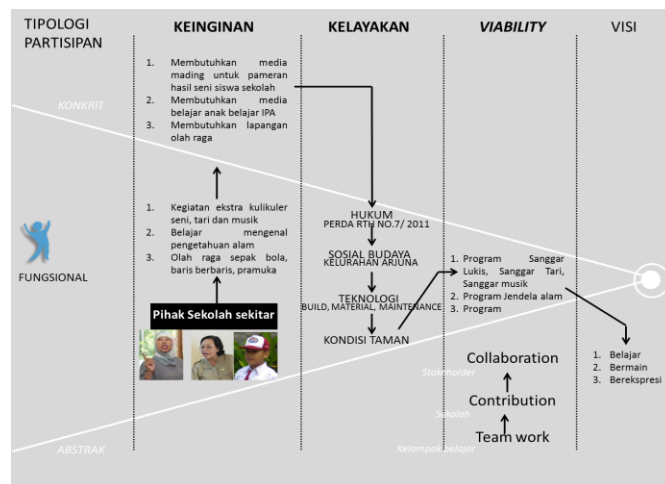 TIPOLOGI
PARTISIPAN
KEINGINAN
KELAYAKAN
VIABILITY
VISI
KONKRIT
1. Membutuhkan media
mading untuk pameran
hasil seni siswa sekolah
2. Membutuhkan media
belajar anak belajar IPA
3. Membutuhkan lapangan
olah raga
1. Kegiatan ekstra kulikuler
seni, tari dan musik
2. Belajar mengenal
pengetahuan alam
3. Olah raga sepak bola,
baris berbaris, pramuka
FUNGSIONAL
Pihak Sekolah sekitar
HUKUM
PERDA RTH NO.7/ 2011
SOSIAL BUDAYA
KELURAHAN ARJUNA
TEKNOLOGI
BUILD, MATERIAL, MAINTENANCE
KONDISI TAMAN
1. Program Sanggar
Lukis, Sanggar Tari,
Sanggar musik
2. Program Jendela alam
3. Program
Collaboration
Stakeholder
Contribution
Sekolah
Team work
Kelompok belajar
1. Belajar
2. Bermain
3. Berekspresi
ABSTRAK